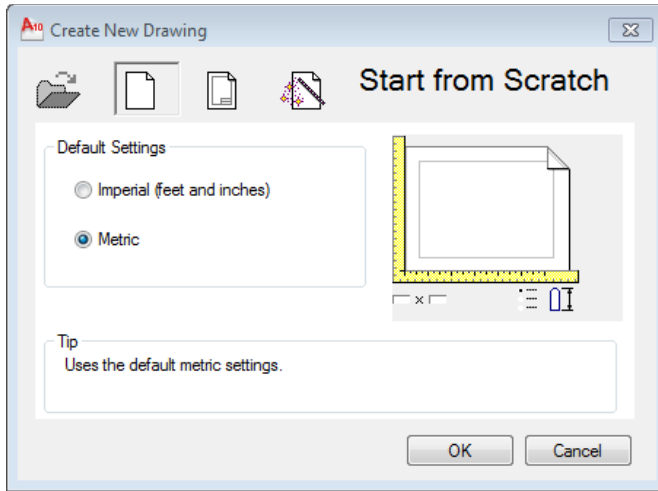 A10 Create New Drawing
Start from Scratch
Default Settings
Imperial (feet and inches)
Metric
Tip
Uses the default metric settings.
OK Cancel